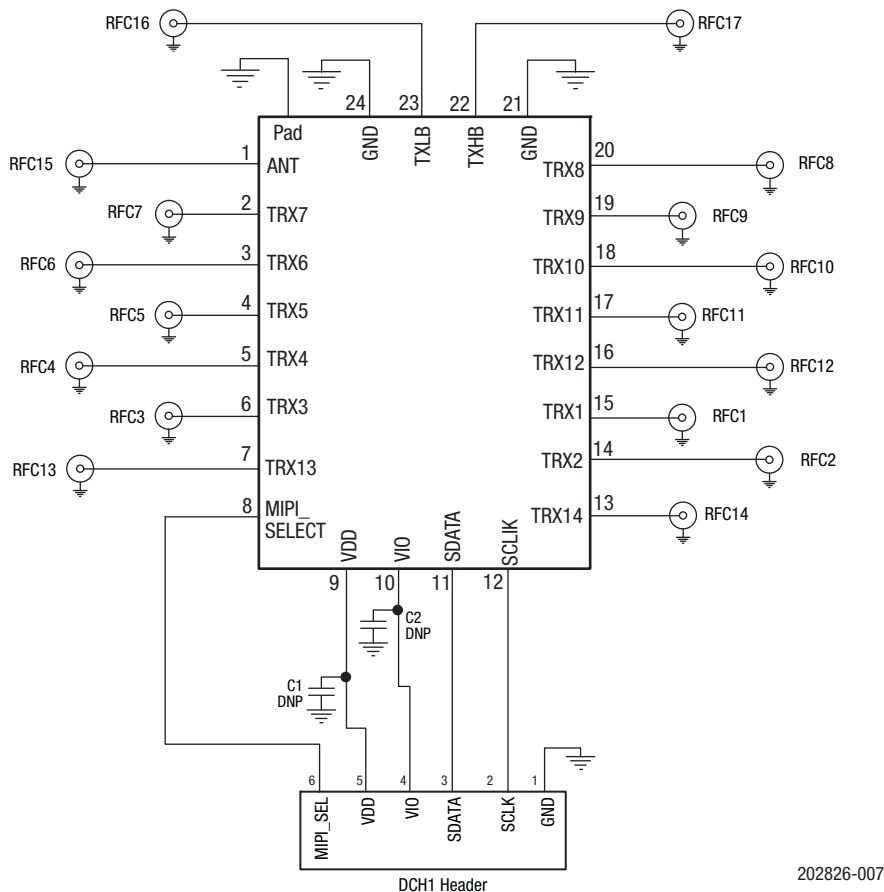 RFC16
RFC17
24
23
22
21
Pad
GND
TXLB
TXHB
GND
RFC15
1
ANT
RFC7
2
TRX7
RFC6
3
TRX6
RFC5
4
TRX5
RFC4
5
TRX4
RFC3
6
TRX3
RFC13
7
TRX13
8
MIPI_
SELECT
20
TRX8
RFC8
19
TRX9
RFC9
18
TRX10
RFC10
17
TRX11
RFC11
16
TRX12
RFC12
15
TRX1
RFC1
14
TRX2
RFC2
13
TRX14
RFC14
VDD
VIO
SDATA
SCLIK
9
10
11
12
C2
DNP
C1
DNP
6
5
4
3
2
1
MIPI_SEL
VDD
VIO
SDATA
SCLK
GND
DCH1 Header
202826-007